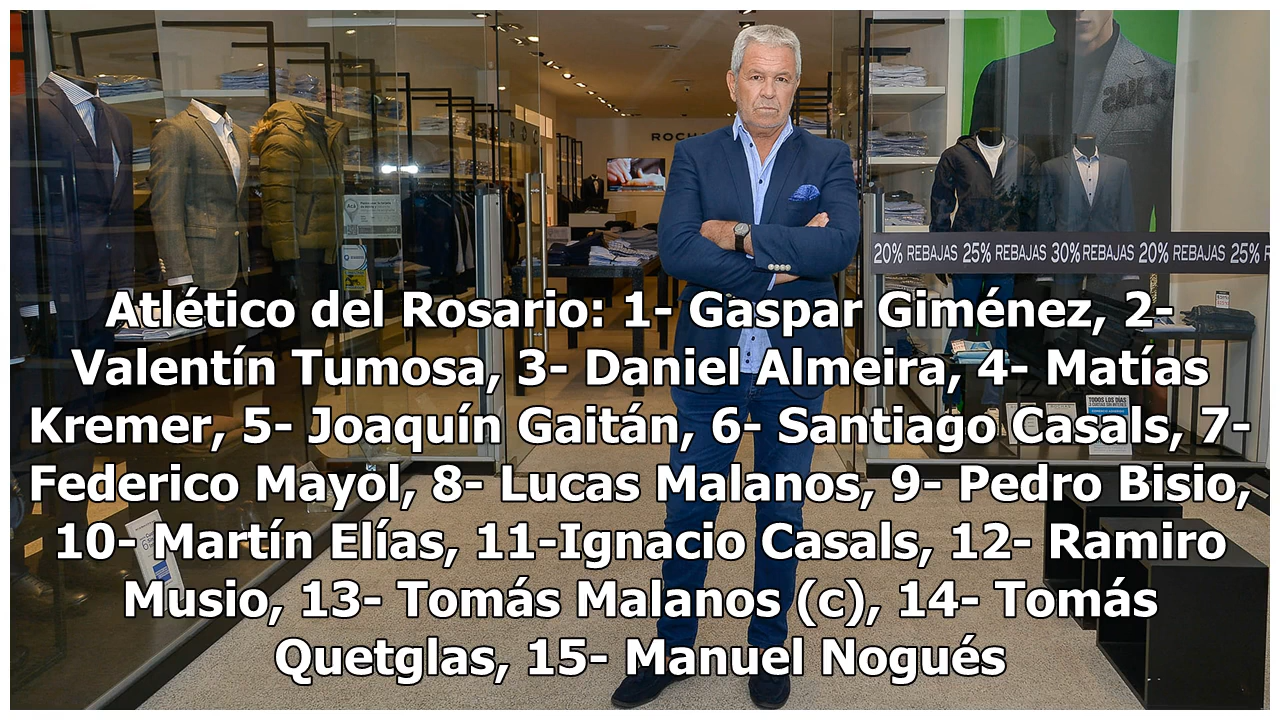 ROCHA
20% REBAJAS 25% REBAJAS 30% REBAJAS 20% REBAJAS 25% R
TODOS LOS DÍAS
Atlético del Rosario: 1- Gaspar Giménez, 2-
Valentín Tumosa, 3- Daniel Almeira, 4- Matías
Kremer, 5- Joaquín Gaitán, 6- Santiago Casals, 7-
Federico Mayol, 8- Lucas Malanos, 9- Pedro Bisio,
10- Martín Elías, 11-Ignacio Casals, 12- Ramiro
Musio, 13- Tomás Malanos (c), 14- Tomás
Quetglas, 15- Manuel Nogués